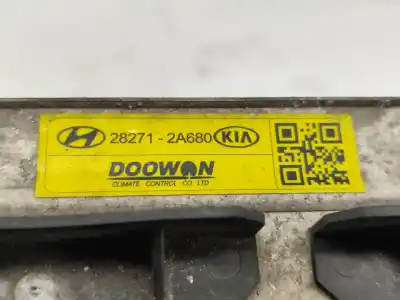 28271 - 2A680 KIA
DOOWON
CLIMATE CONTROL CO LTD